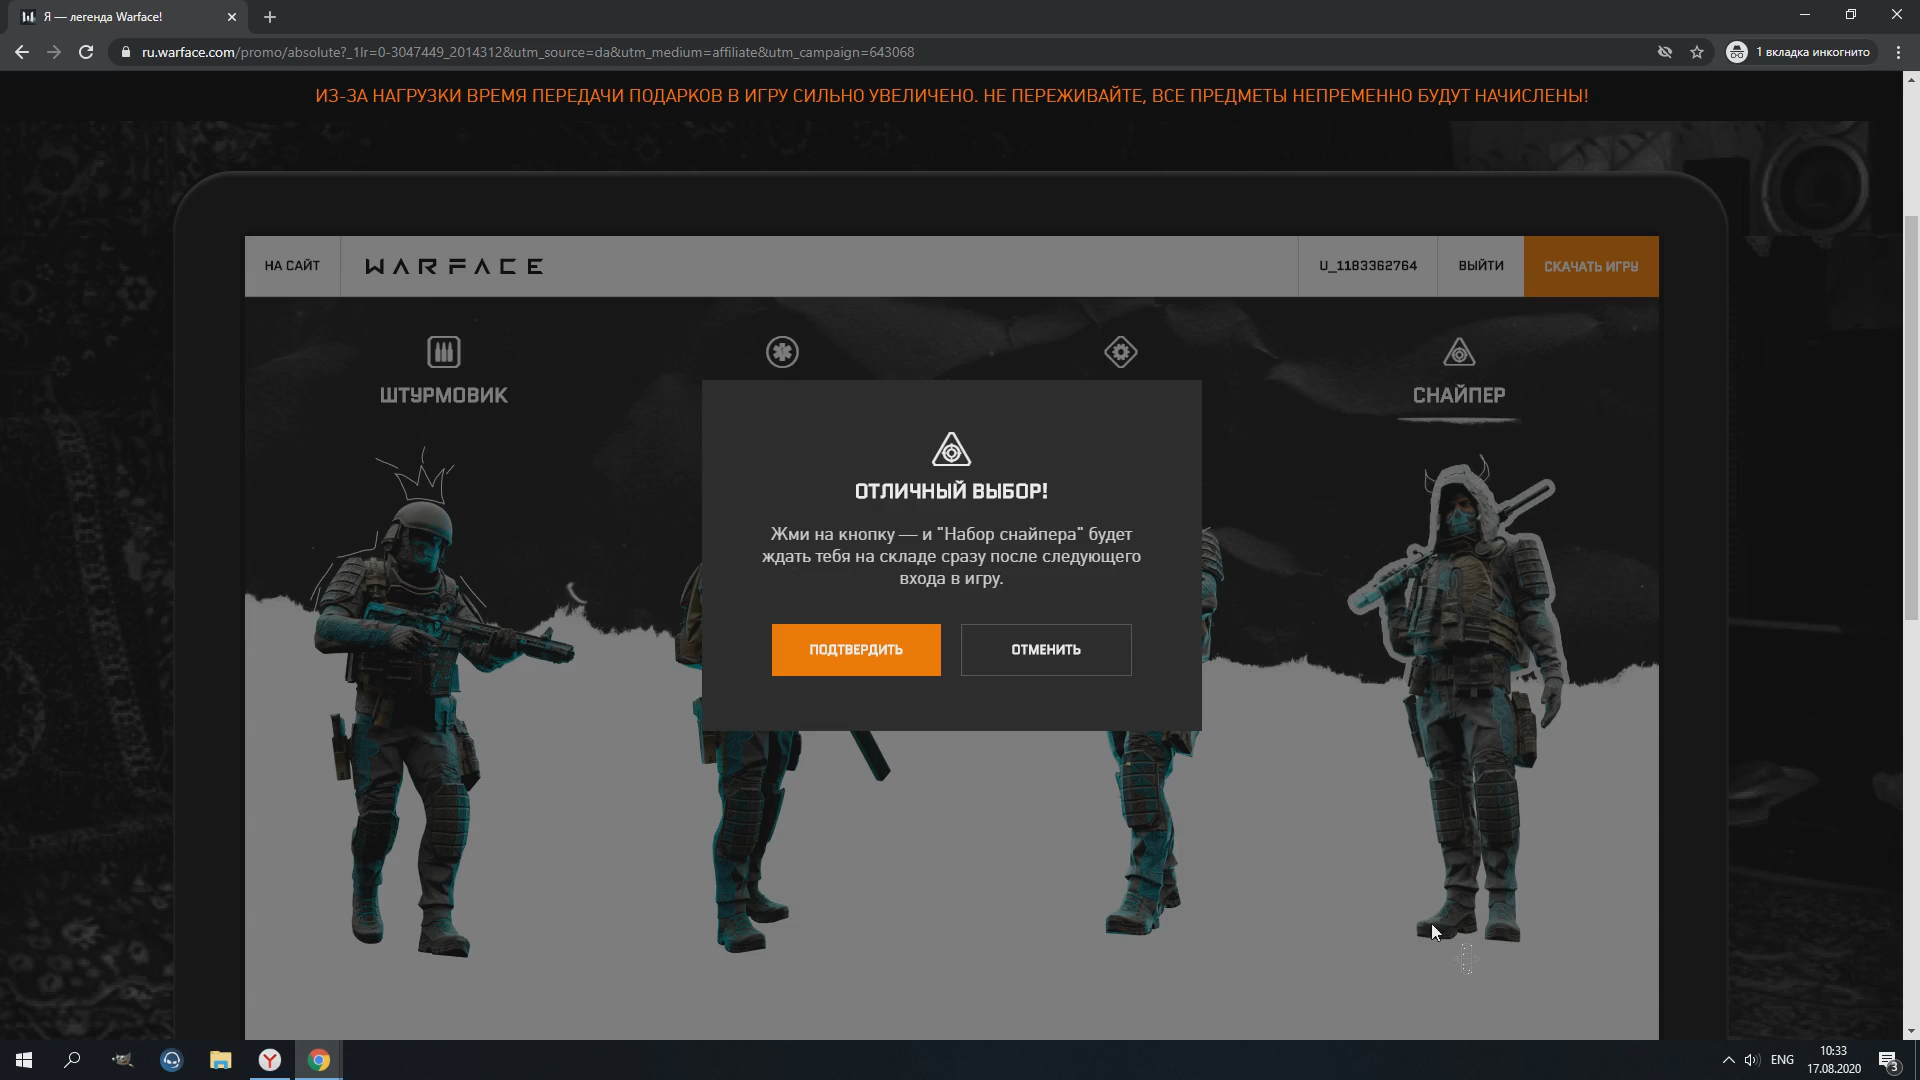 Я — легенда Warface!
ru.warface.com/promo/absolute?_1lr=0-3047449_2014312&utm_source=da&utm_medium=affiliate&utm_campaign=643068
1 вкладка инкогнито
ИЗ-ЗА НАГРУЗКИ ВРЕМЯ ПЕРЕДАЧИ ПОДАРКОВ В ИГРУ СИЛЬНО УВЕЛИЧЕНО. НЕ ПЕРЕЖИВАЙТЕ, ВСЕ ПРЕДМЕТЫ НЕПРЕМЕННО БУДУТ НАЧИСЛЕНЫ!
НА САЙТ
WARFACE
U_1183362764
ВЫЙТИ
СКАЧАТЬ ИГРУ
ШТУРМОВИК
СНАЙПЕР
ОТЛИЧНЫЙ ВЫБОР!
Жми на кнопку — и "Набор снайпера" будет
ждать тебя на складе сразу после следующего
входа в игру.
ПОДТВЕРДИТЬ
ОТМЕНИТЬ
ENG
10:33
17.08.2020
3